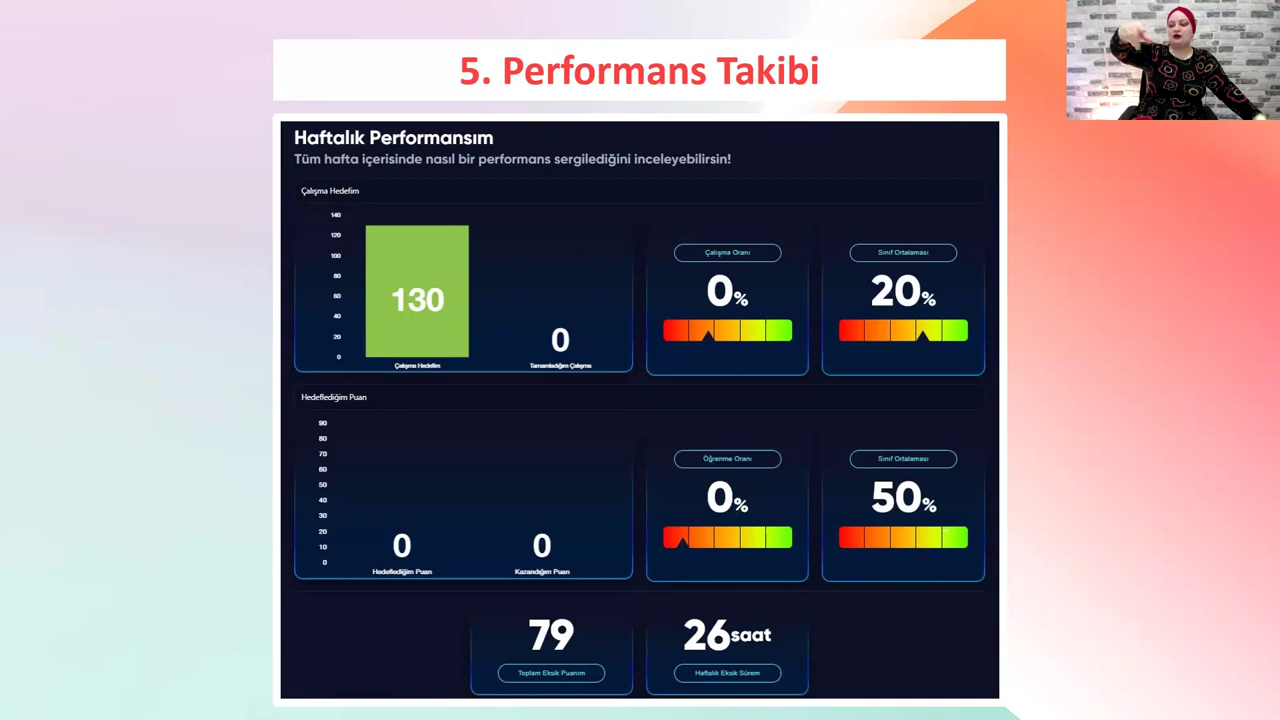 5. Performans Takibi
Haftalık Performansım
Tüm hafta içerisinde nasıl bir performans sergilediğini inceleyebilirsin!
Çalışma Hedefim
140
120
100
80
60
40
20
0
130
0
Çalışma Hedefim
Tamamladığım Çalışma
Çalışma Oranı
0%
Sınıf Ortalaması
20%
Hedeflediğim Puan
90
80
70
60
50
40
30
20
10
0
0
0
Hedeflediğim Puan
Kazandığım Puan
Öğrenme Oranı
0%
Sınıf Ortalaması
50%
79
Toplam Eksik Puanım
26saat
Haftalık Eksik Sürem